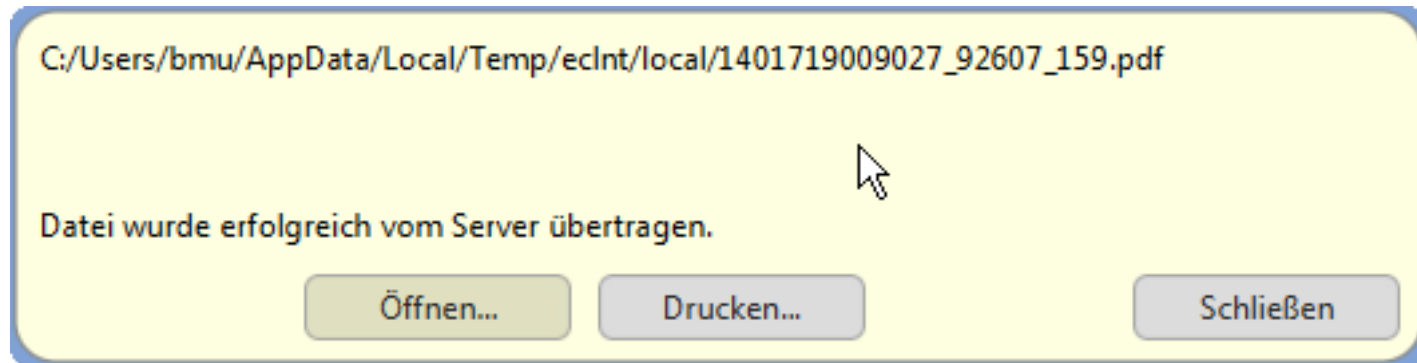 C:/Users/bmu/AppData/Local/Temp/eclnt/local/1401719009027_92607_159.pdf
Datei wurde erfolgreich vom Server übertragen.
Öffnen... Drucken... Schließen